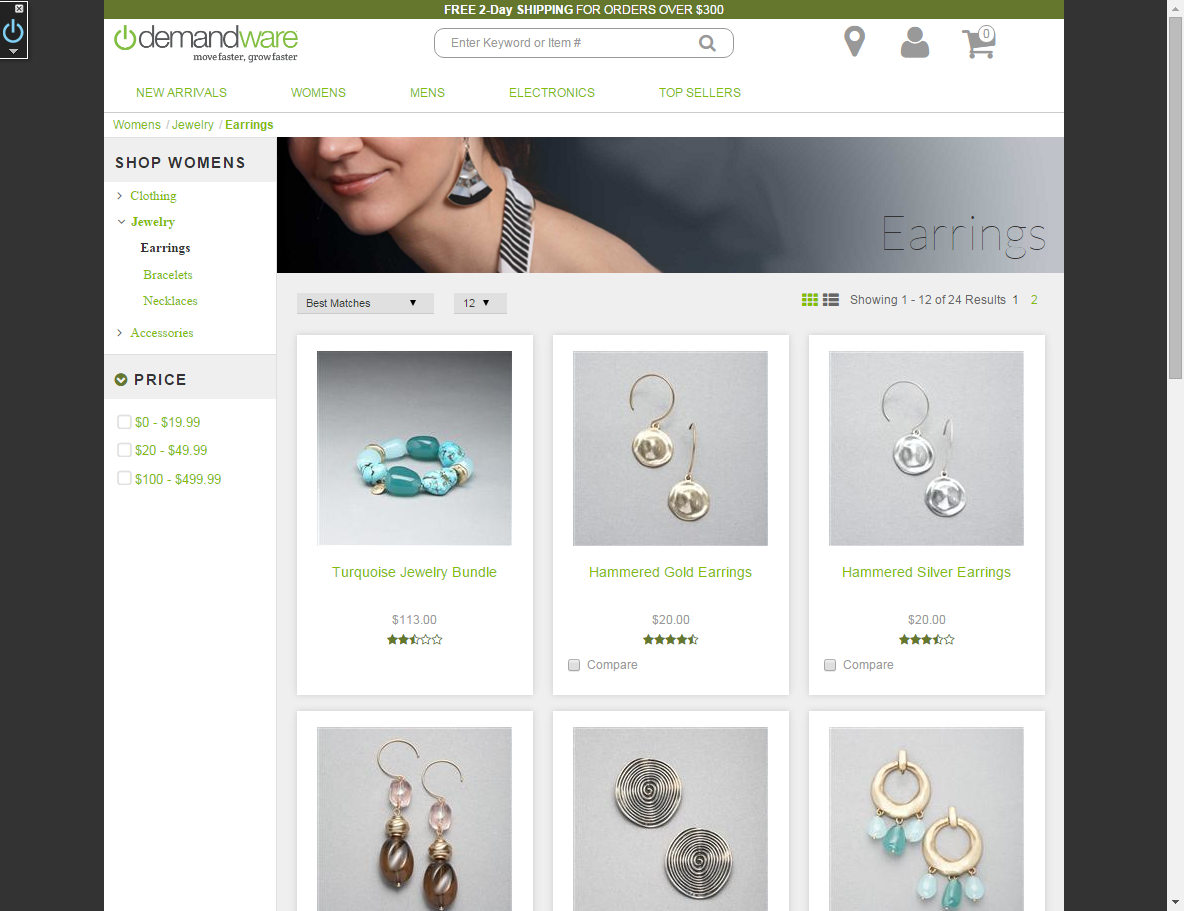 FREE 2-Day SHIPPING FOR ORDERS OVER $300
demandware
move faster, grow faster
Enter Keyword or Item #
0
NEW ARRIVALS WOMENS MENS ELECTRONICS TOP SELLERS
Womens / Jewelry / Earrings
SHOP WOMENS
Clothing
Jewelry
Earrings
Bracelets
Necklaces
Accessories
PRICE
$0 - $19.99
$20 - $49.99
$100 - $499.99
Earrings
Best Matches 12 Showing 1 - 12 of 24 Results 1 2
Turquoise Jewelry Bundle
$113.00
Hammered Gold Earrings
$20.00
Compare
Hammered Silver Earrings
$20.00
Compare